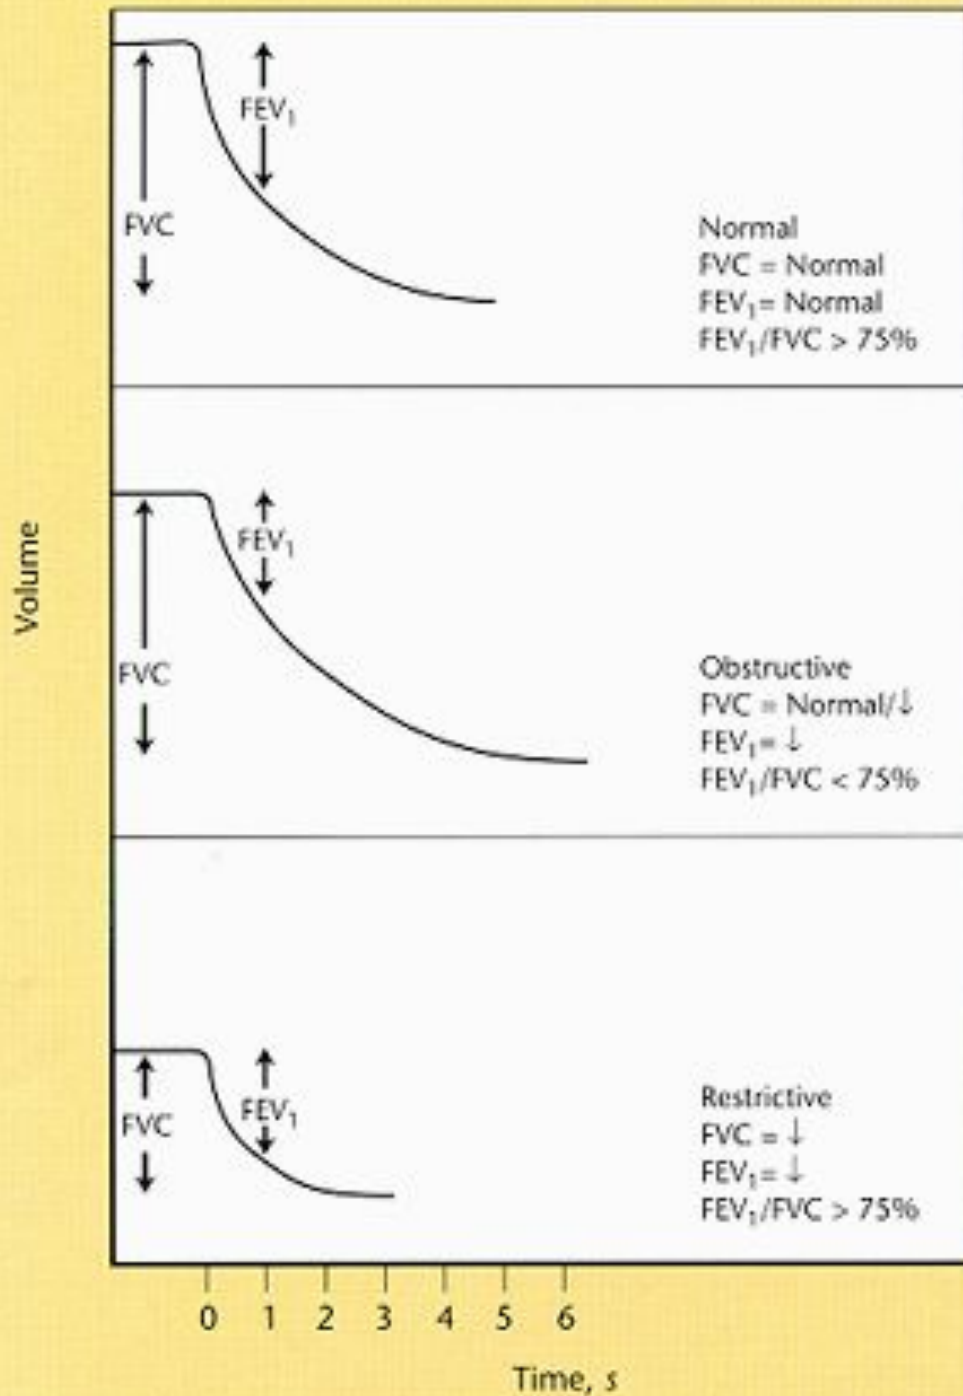 FEV₁
FVC
Normal
FVC = Normal
FEV₁= Normal
FEV₁/FVC > 75%
Volume
FEV₁
FVC
Obstructive
FVC = Normal/↓
FEV₁= ↓
FEV₁/FVC < 75%
FEV₁
FVC
Restrictive
FVC = ↓
FEV₁= ↓
FEV₁/FVC > 75%
0 1 2 3 4 5 6
Time, s